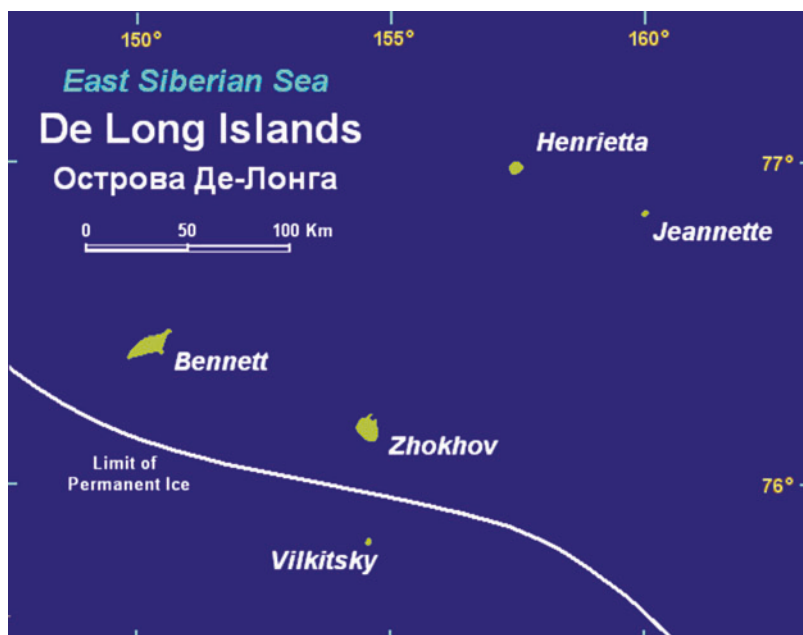 150°
155°
160°
East Siberian Sea
De Long Islands
Острова Де-Лонга
Henrietta
77°
Jeannette
0 50 100 Km
Bennett
Zhokhov
Limit of
Permanent Ice
76°
Vilkitsky